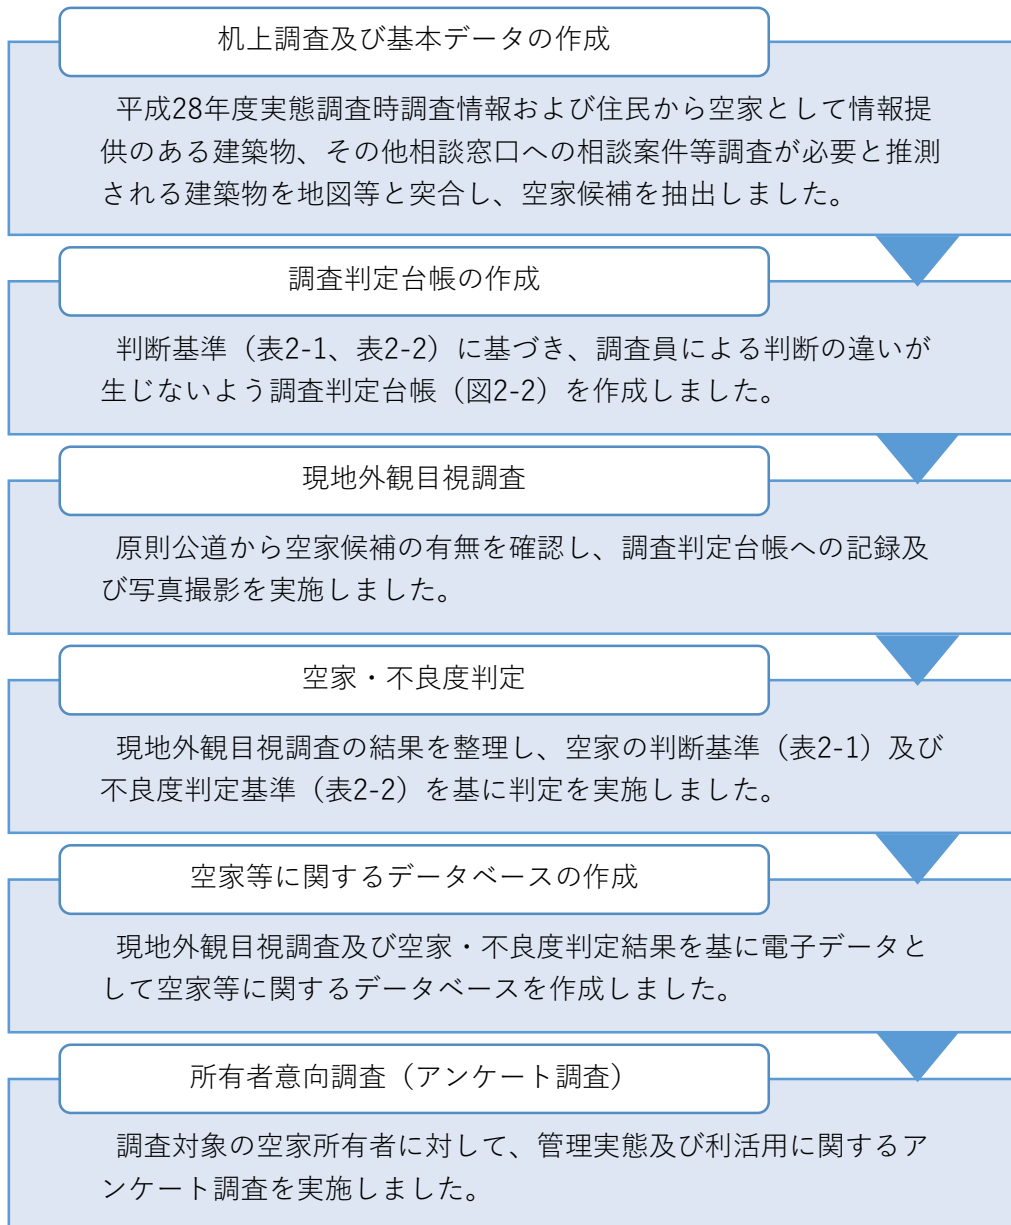 机上調査及び基本データの作成
平成28年度実態調査時調査情報および住民から空家として情報提
供のある建築物、その他相談窓口への相談案件等調査が必要と推測
される建築物を地図等と突合し、空家候補を抽出しました。
調査判定台帳の作成
判断基準（表2-1、表2-2）に基づき、調査員による判断の違いが
生じないよう調査判定台帳（図2-2）を作成しました。
現地外観目視調査
原則公道から空家候補の有無を確認し、調査判定台帳への記録及
び写真撮影を実施しました。
空家・不良度判定
現地外観目視調査の結果を整理し、空家の判断基準（表2-1）及び
不良度判定基準（表2-2）を基に判定を実施しました。
空家等に関するデータベースの作成
現地外観目視調査及び空家・不良度判定結果を基に電子データと
して空家等に関するデータベースを作成しました。
所有者意向調査（アンケート調査）
調査対象の空家所有者に対して、管理実態及び利活用に関するア
ンケート調査を実施しました。